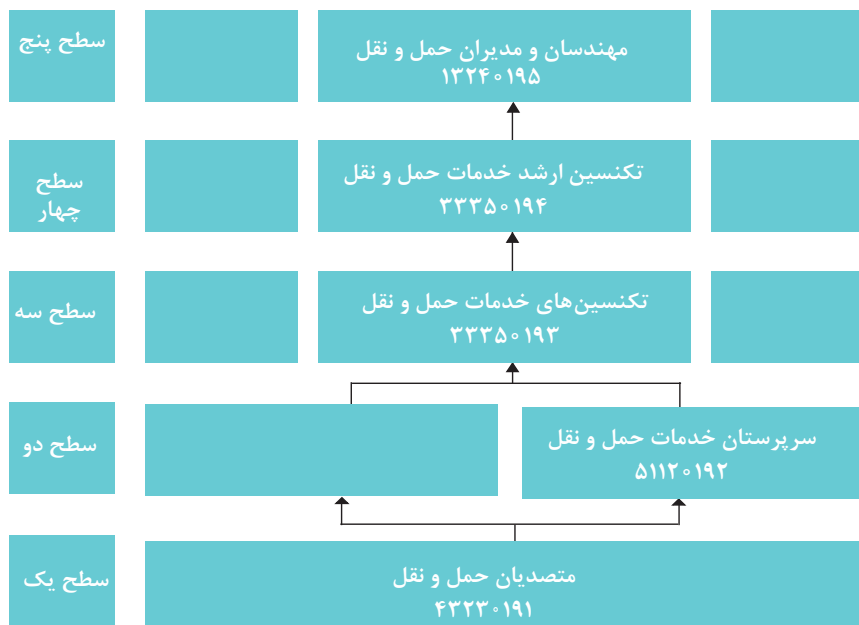 سطح پنج
مهندسان و مدیران حمل و نقل
۱۳۲۴۰۱۹۵
سطح
چهار
تکنسین ارشد خدمات حمل و نقل
۳۳۳۵۰۱۹۴
سطح سه
تکنسین‌های خدمات حمل و نقل
۳۳۳۵۰۱۹۳
سطح دو
سرپرستان خدمات حمل و نقل
۵۱۱۲۰۱۹۲
سطح یک
متصدیان حمل و نقل
۴۳۲۳۰۱۹۱